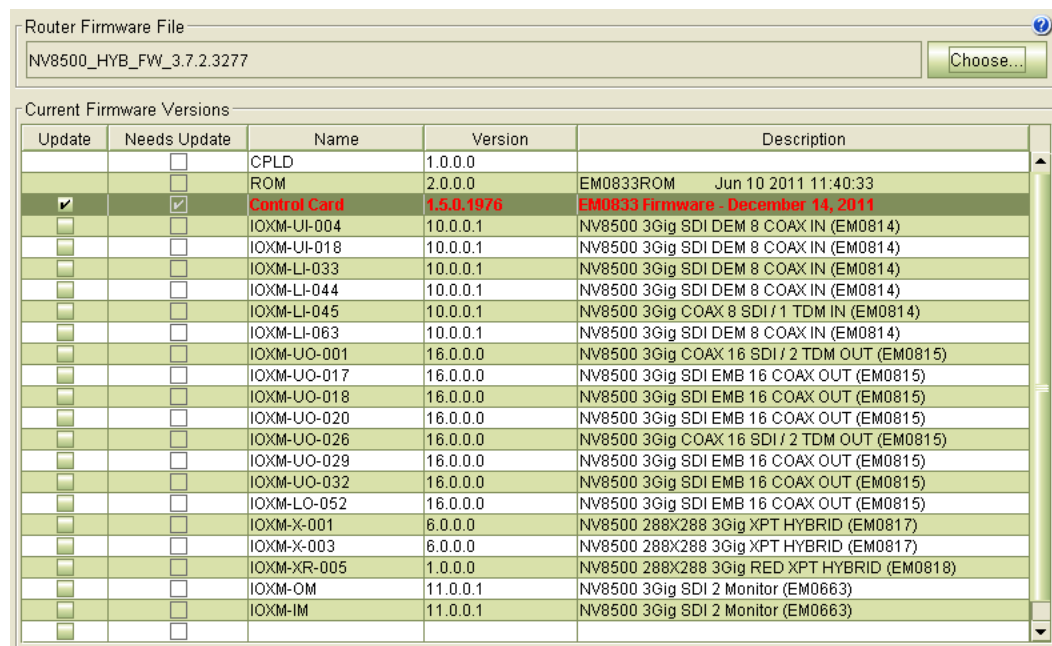 Router Firmware File
NV8500_HYB_FW_3.7.2.3277
Choose...
Current Firmware Versions
Update Needs Update Name Version Description
CPLD 1.0.0.0
ROM 2.0.0.0 EM0833ROM Jun 10 2011 11:40:33
Control Card 1.5.0.1976 EM0833 Firmware - December 14, 2011
IOXM-UI-004 10.0.0.1 NV8500 3Gig SDI DEM 8 COAX IN (EM0814)
IOXM-UI-018 10.0.0.1 NV8500 3Gig SDI DEM 8 COAX IN (EM0814)
IOXM-LI-033 10.0.0.1 NV8500 3Gig SDI DEM 8 COAX IN (EM0814)
IOXM-LI-044 10.0.0.1 NV8500 3Gig SDI DEM 8 COAX IN (EM0814)
IOXM-LI-045 10.0.0.1 NV8500 3Gig COAX 8 SDI / 1 TDM IN (EM0814)
IOXM-LI-063 10.0.0.1 NV8500 3Gig SDI DEM 8 COAX IN (EM0814)
IOXM-UO-001 16.0.0.0 NV8500 3Gig COAX 16 SDI / 2 TDM OUT (EM0815)
IOXM-UO-017 16.0.0.0 NV8500 3Gig SDI EMB 16 COAX OUT (EM0815)
IOXM-UO-018 16.0.0.0 NV8500 3Gig SDI EMB 16 COAX OUT (EM0815)
IOXM-UO-020 16.0.0.0 NV8500 3Gig SDI EMB 16 COAX OUT (EM0815)
IOXM-UO-026 16.0.0.0 NV8500 3Gig COAX 16 SDI / 2 TDM OUT (EM0815)
IOXM-UO-029 16.0.0.0 NV8500 3Gig SDI EMB 16 COAX OUT (EM0815)
IOXM-UO-032 16.0.0.0 NV8500 3Gig SDI EMB 16 COAX OUT (EM0815)
IOXM-LO-052 16.0.0.0 NV8500 3Gig SDI EMB 16 COAX OUT (EM0815)
IOXM-X-001 6.0.0.0 NV8500 288X288 3Gig XPT HYBRID (EM0817)
IOXM-X-003 6.0.0.0 NV8500 288X288 3Gig XPT HYBRID (EM0817)
IOXM-XR-005 1.0.0.0 NV8500 288X288 3Gig RED XPT HYBRID (EM0818)
IOXM-OM 11.0.0.1 NV8500 3Gig SDI 2 Monitor (EM0663)
IOXM-IM 11.0.0.1 NV8500 3Gig SDI 2 Monitor (EM0663)